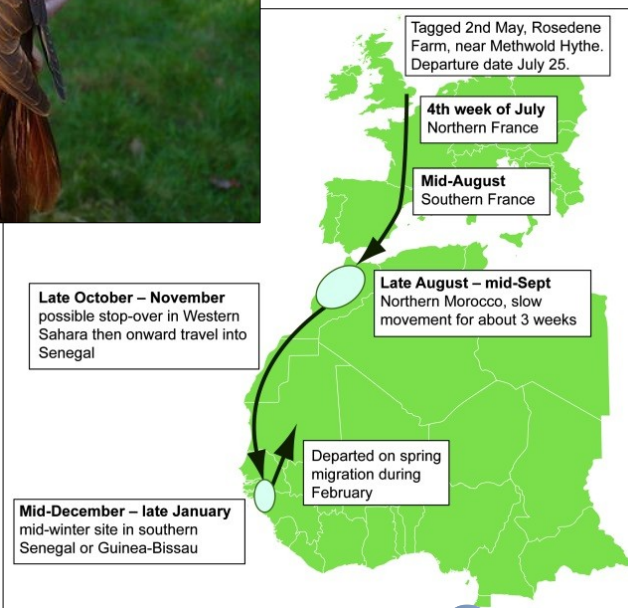 Tagged 2nd May, Rosedene
Farm, near Methwold Hythe.
Departure date July 25.
4th week of July
Northern France
Mid-August
Southern France
Late August – mid-Sept
Northern Morocco, slow
movement for about 3 weeks
Late October – November
possible stop-over in Western
Sahara then onward travel into
Senegal
Departed on spring
migration during
February
Mid-December – late January
mid-winter site in southern
Senegal or Guinea-Bissau